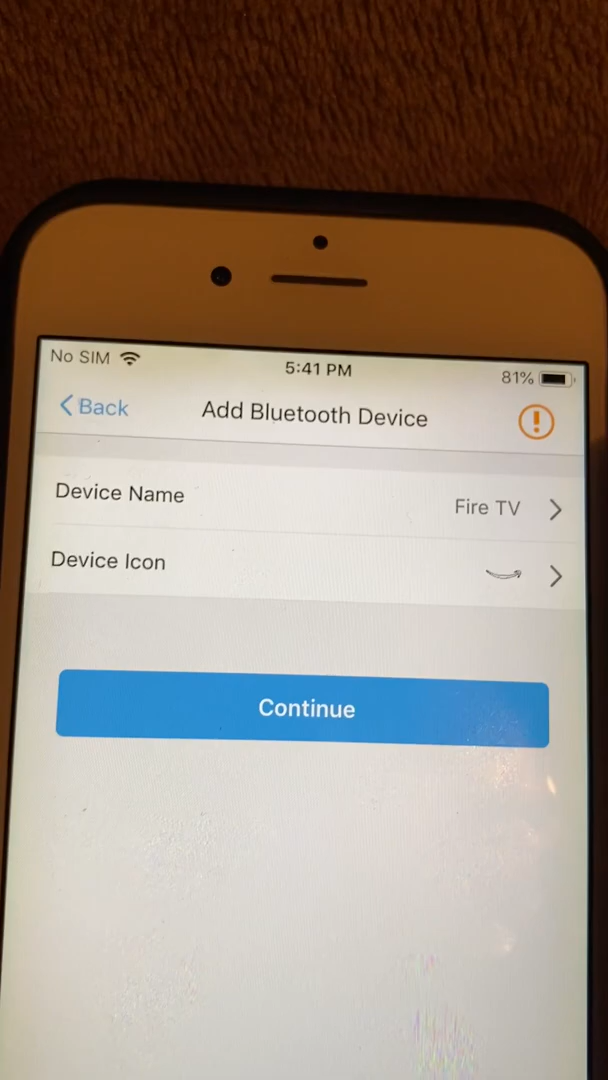 No SIM 5:41 PM 81%
Back Add Bluetooth Device !
Device Name Fire TV
Device Icon
Continue